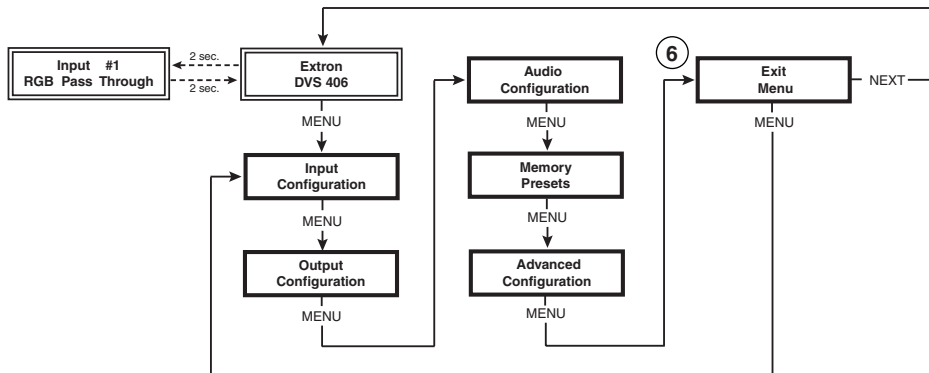 Input #1
RGB Pass Through
2 sec.
2 sec.
Extron
DVS 406
MENU
Input
Configuration
MENU
Output
Configuration
MENU
Audio
Configuration
MENU
Memory
Presets
MENU
Advanced
Configuration
MENU
6
Exit
Menu
NEXT
MENU